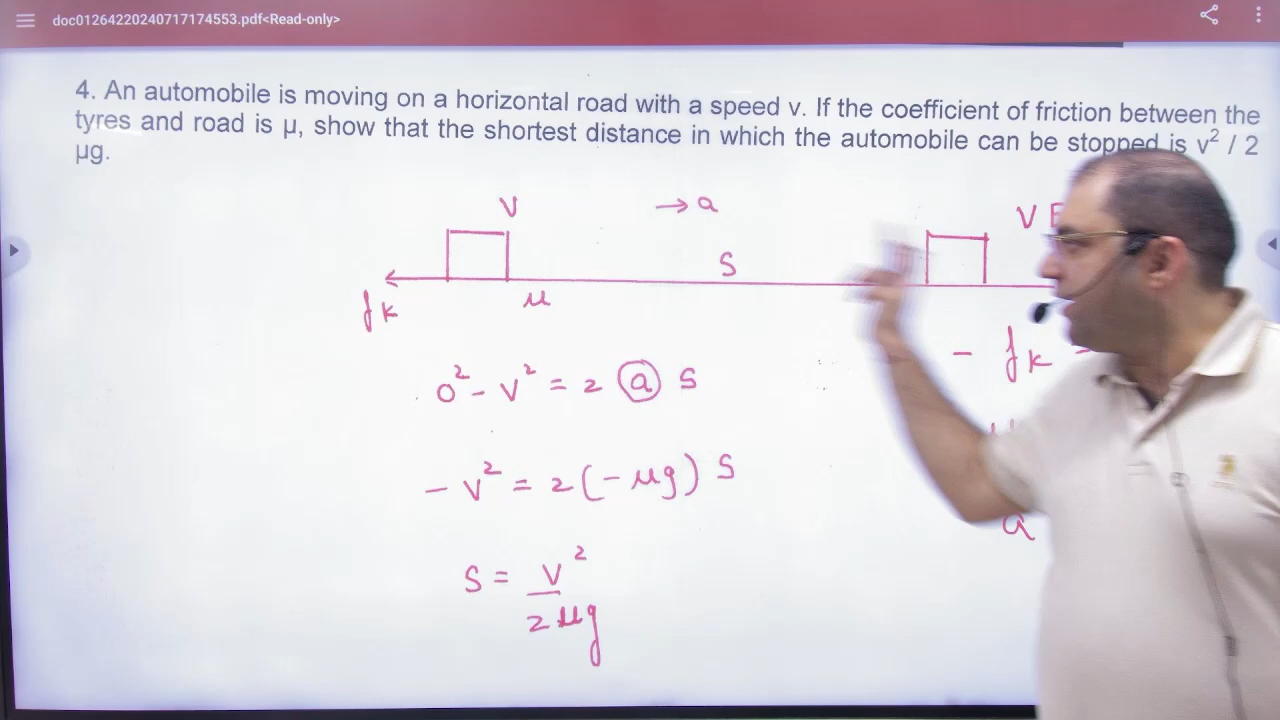 doc01264220240717174553.pdf<Read-only>
4. An automobile is moving on a horizontal road with a speed v. If the coefficient of friction between the
tyres and road is μ, show that the shortest distance in which the automobile can be stopped is v² / 2
μg.
V → a V
S
fk μ
0² - V² = 2 a S
- fk -
- V² = 2 (- μg) S
a
S = V² / 2μg